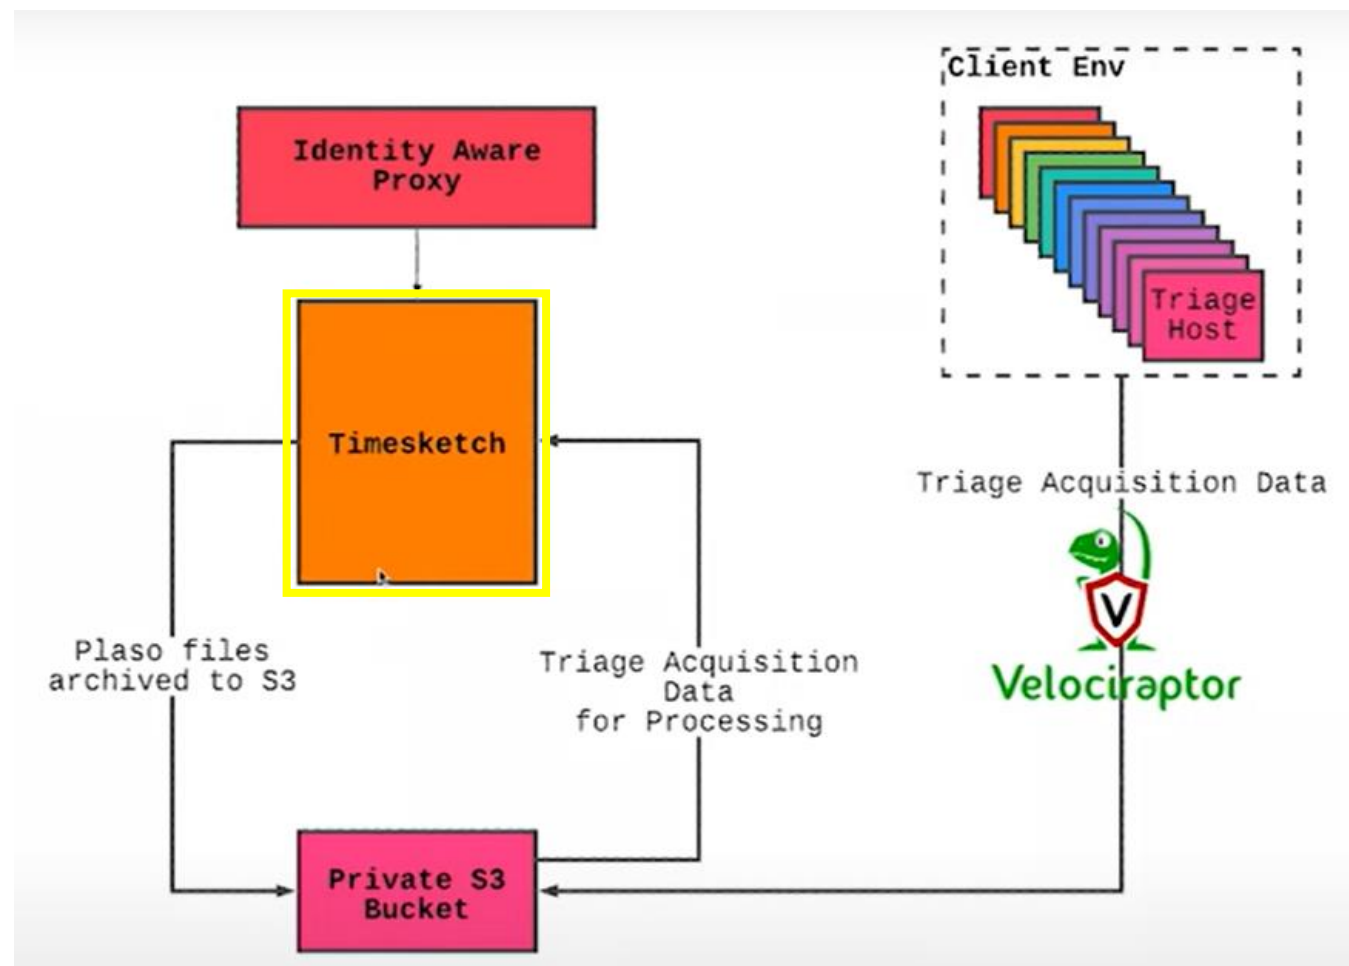 Client Env
Identity Aware
Proxy
Triage
Host
Timesketch
Triage Acquisition Data
V
Velociraptor
Plaso files
archived to S3
Triage Acquisition
Data
for Processing
Private S3
Bucket